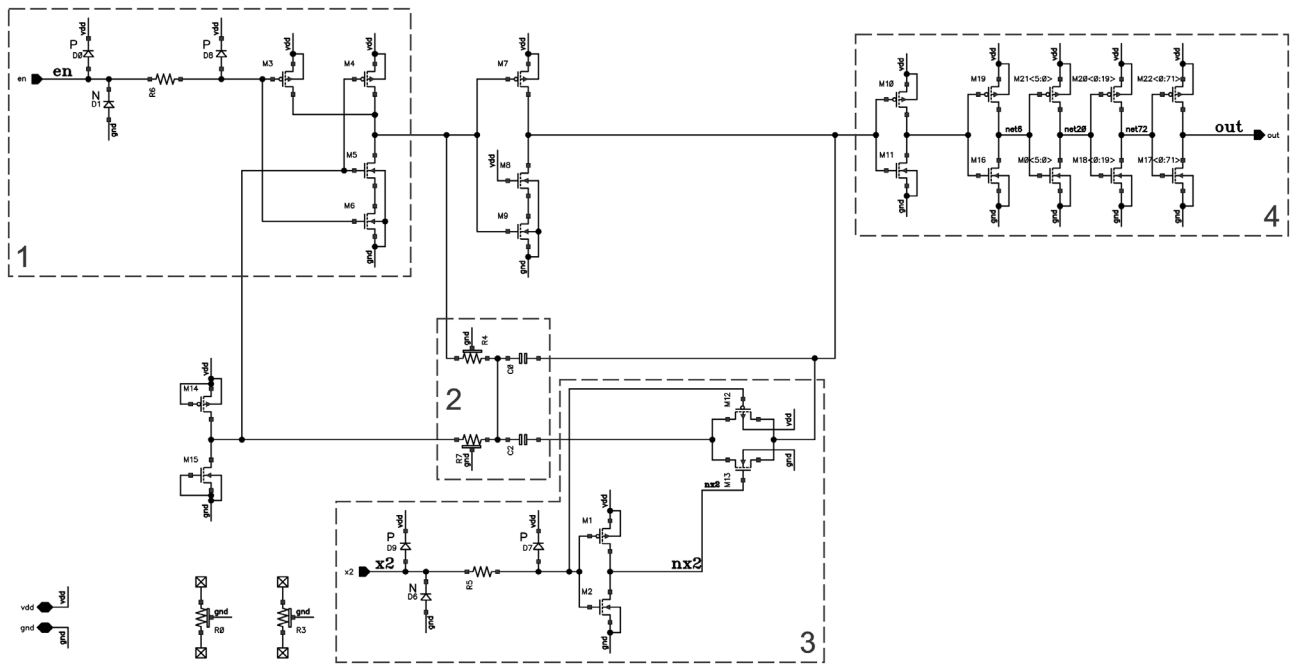 vdd
vdd
vdd
vdd
vdd
vdd
vdd
vdd
vdd
vdd
P
D0
P
D8
M3
M4
M7
M10
M19
M21<5:0>
M20<0:19>
M22<0:71>
en
en
R6
N
D1
gnd
net6
net20
net72
out
out
M5
M8
vdd
M11
M16
M0<5:0>
M18<0:19>
M17<0:71>
M6
M9
gnd
gnd
gnd
gnd
gnd
gnd
gnd
1
4
gnd
R4
C0
2
vdd
M14
M12
vdd
R7
gnd
C2
M15
gnd
M13
gnd
nx2
vdd
vdd
vdd
P
D9
P
D7
M1
x2
x2
R5
nx2
N
D6
M2
gnd
gnd
3
vdd
vdd
gnd
gnd
gnd
R0
gnd
R3